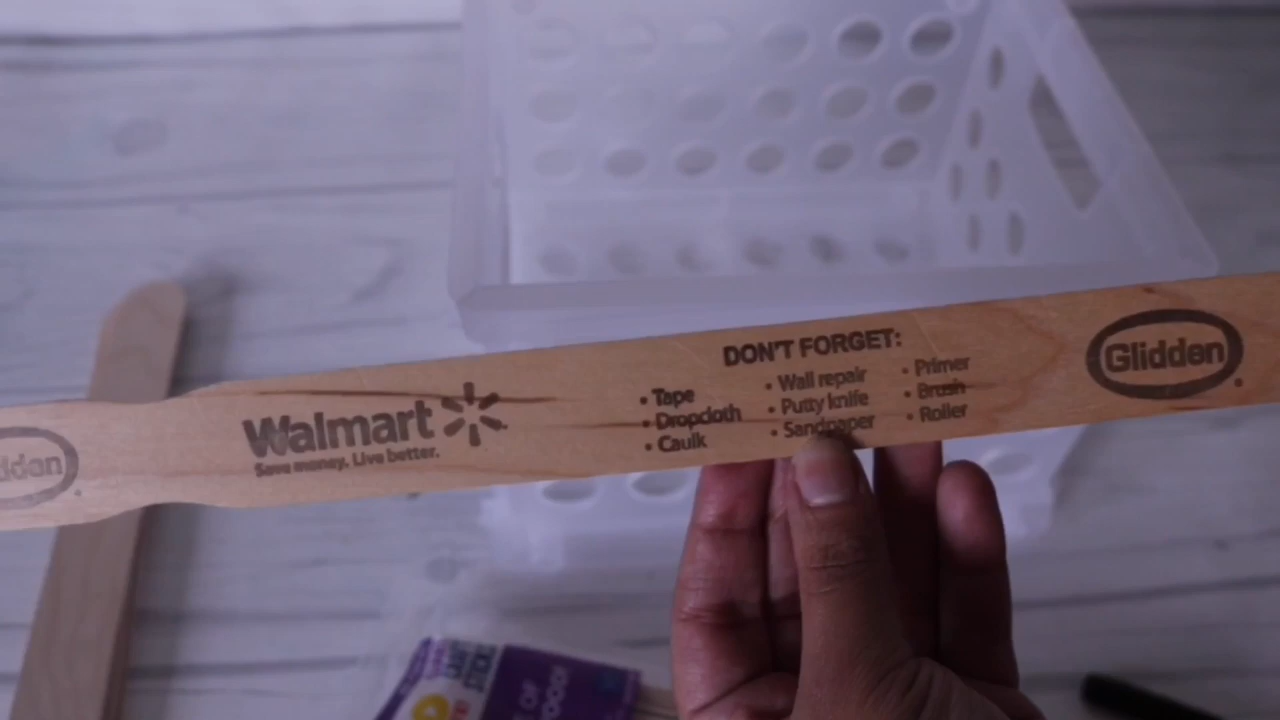 Walmart
Save money. Live better.
DON'T FORGET:
• Tape
• Dropcloth
• Caulk
• Wall repair
• Putty knife
• Sandpaper
• Primer
• Brush
• Roller
Glidden